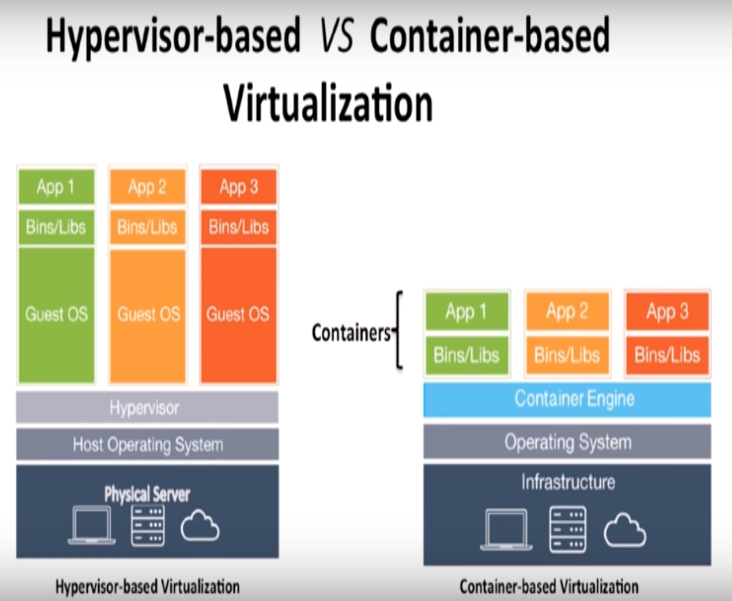 Hypervisor-based VS Container-based
Virtualization
App 1
App 2
App 3
Bins/Libs
Bins/Libs
Bins/Libs
Guest OS
Guest OS
Guest OS
Hypervisor
Host Operating System
Physical Server
Hypervisor-based Virtualization
Containers
App 1
App 2
App 3
Bins/Libs
Bins/Libs
Bins/Libs
Container Engine
Operating System
Infrastructure
Container-based Virtualization